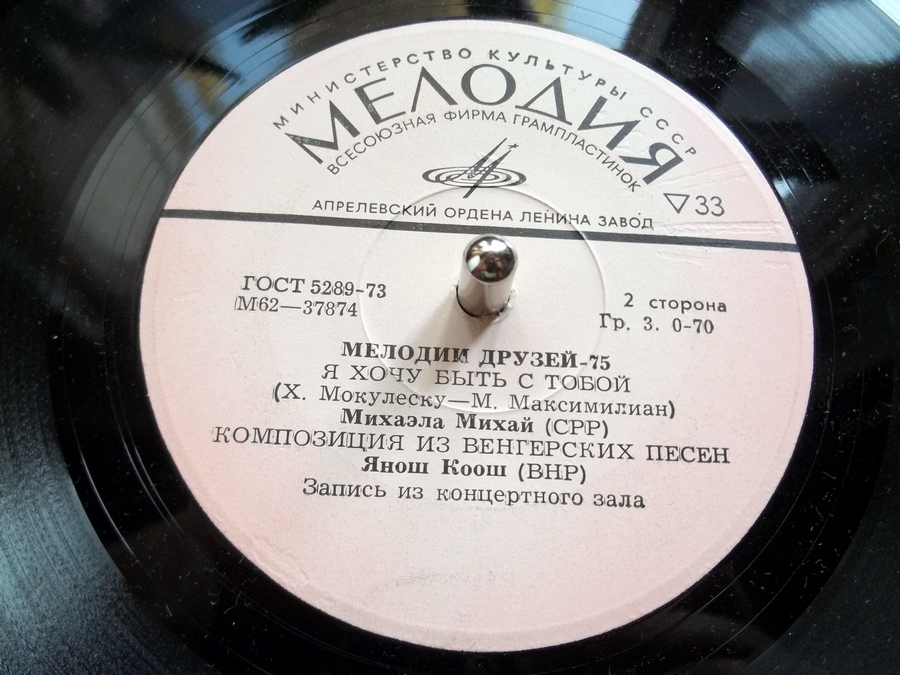 МИНИСТЕРСТВО КУЛЬТУРЫ СССР
МЕЛОДИЯ
ВСЕСОЮЗНАЯ ФИРМА ГРАМПЛАСТИНОК
АПРЕЛЕВСКИЙ ОРДЕНА ЛЕНИНА ЗАВОД
▽33
ГОСТ 5289-73
М62—37874
2 сторона
Гр. 3. 0-70
МЕЛОДИИ ДРУЗЕЙ-75
Я ХОЧУ БЫТЬ С ТОБОЙ
(Х. Мокулеску—М. Максимилиан)
Михаэла Михай (СРР)
КОМПОЗИЦИЯ ИЗ ВЕНГЕРСКИХ ПЕСЕН
Янош Коош (ВНР)
Запись из концертного зала